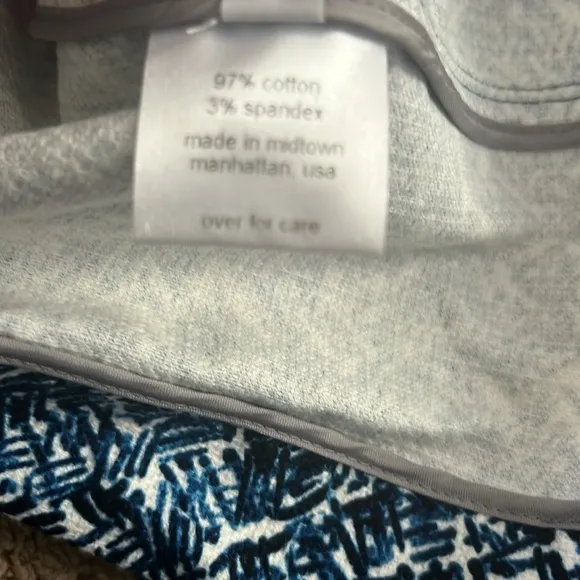 97% cotton
3% spandex
made in midtown
manhattan, usa
over for care